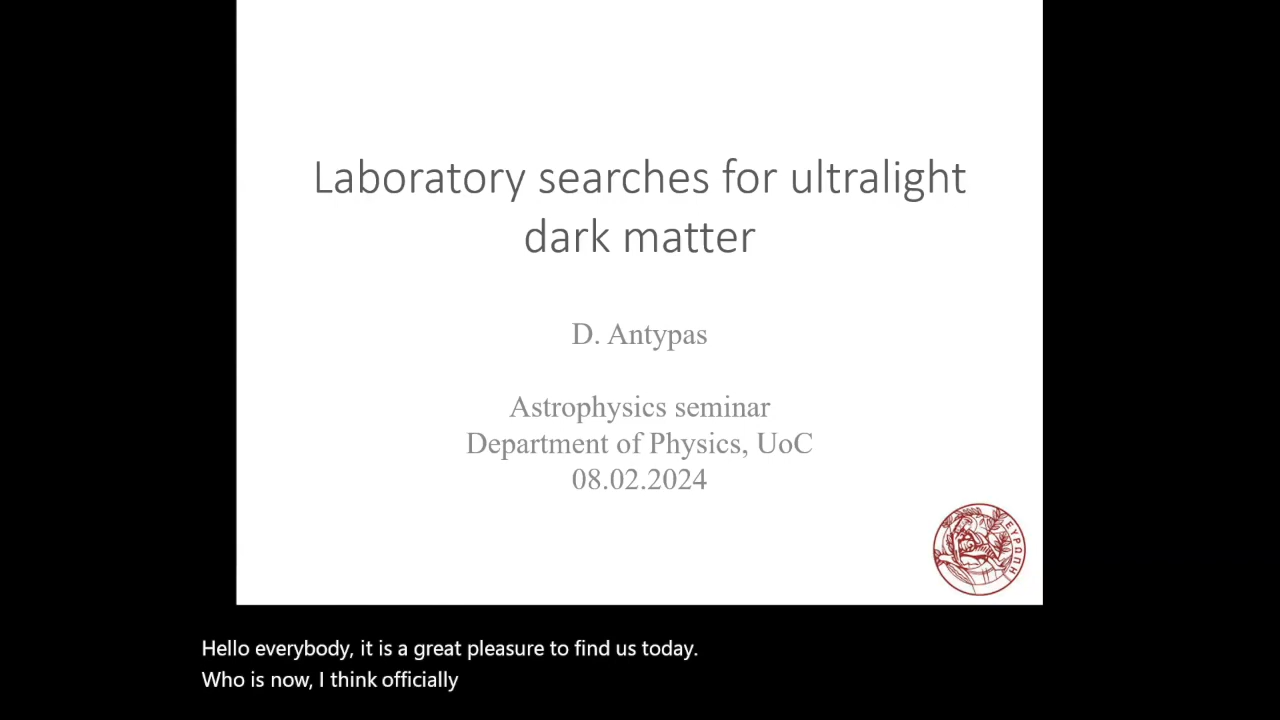 Laboratory searches for ultralight
dark matter
D. Antypas
Astrophysics seminar
Department of Physics, UoC
08.02.2024
ΕΥΡΩΠΗ
Hello everybody, it is a great pleasure to find us today.
Who is now, I think officially